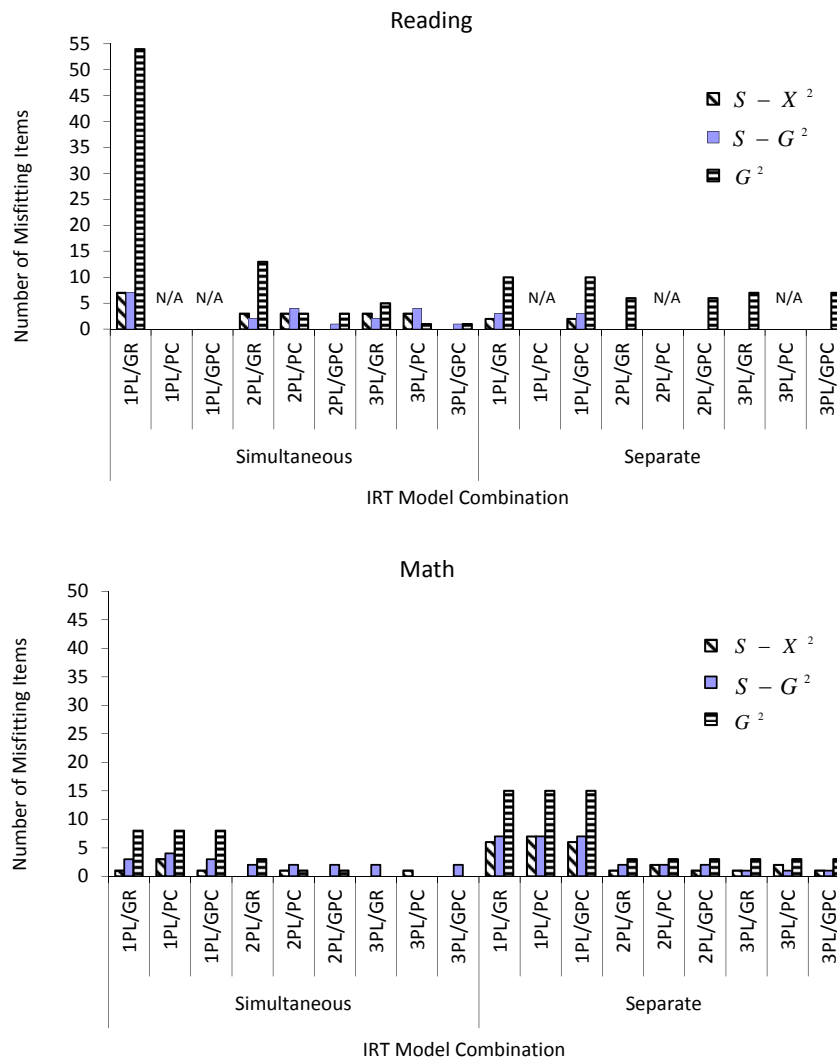 Reading
Number of Misfitting Items
55
50
45
40
35
30
25
20
15
10
5
0
S – X ²
S – G ²
G ²
N/A
N/A
N/A
N/A
N/A
1PL/GR
1PL/PC
1PL/GPC
2PL/GR
2PL/PC
2PL/GPC
3PL/GR
3PL/PC
3PL/GPC
1PL/GR
1PL/PC
1PL/GPC
2PL/GR
2PL/PC
2PL/GPC
3PL/GR
3PL/PC
3PL/GPC
Simultaneous
Separate
IRT Model Combination
Math
Number of Misfitting Items
50
45
40
35
30
25
20
15
10
5
0
S – X ²
S – G ²
G ²
1PL/GR
1PL/PC
1PL/GPC
2PL/GR
2PL/PC
2PL/GPC
3PL/GR
3PL/PC
3PL/GPC
1PL/GR
1PL/PC
1PL/GPC
2PL/GR
2PL/PC
2PL/GPC
3PL/GR
3PL/PC
3PL/GPC
Simultaneous
Separate
IRT Model Combination